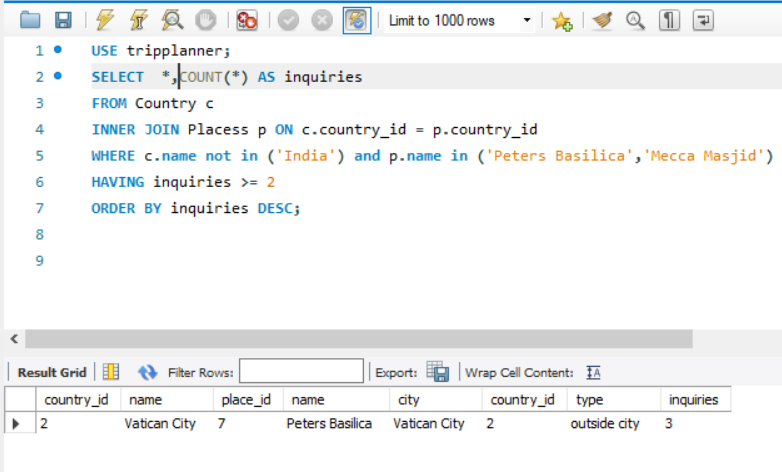 Limit to 1000 rows
1 USE tripplanner;
2 SELECT *,COUNT(*) AS inquiries
3 FROM Country c
4 INNER JOIN Placess p ON c.country_id = p.country_id
5 WHERE c.name not in ('India') and p.name in ('Peters Basilica','Mecca Masjid')
6 HAVING inquiries >= 2
7 ORDER BY inquiries DESC;
8
9
Result Grid Filter Rows: Export: Wrap Cell Content: IA
country_id name place_id name city country_id type inquiries
2 Vatican City 7 Peters Basilica Vatican City 2 outside city 3